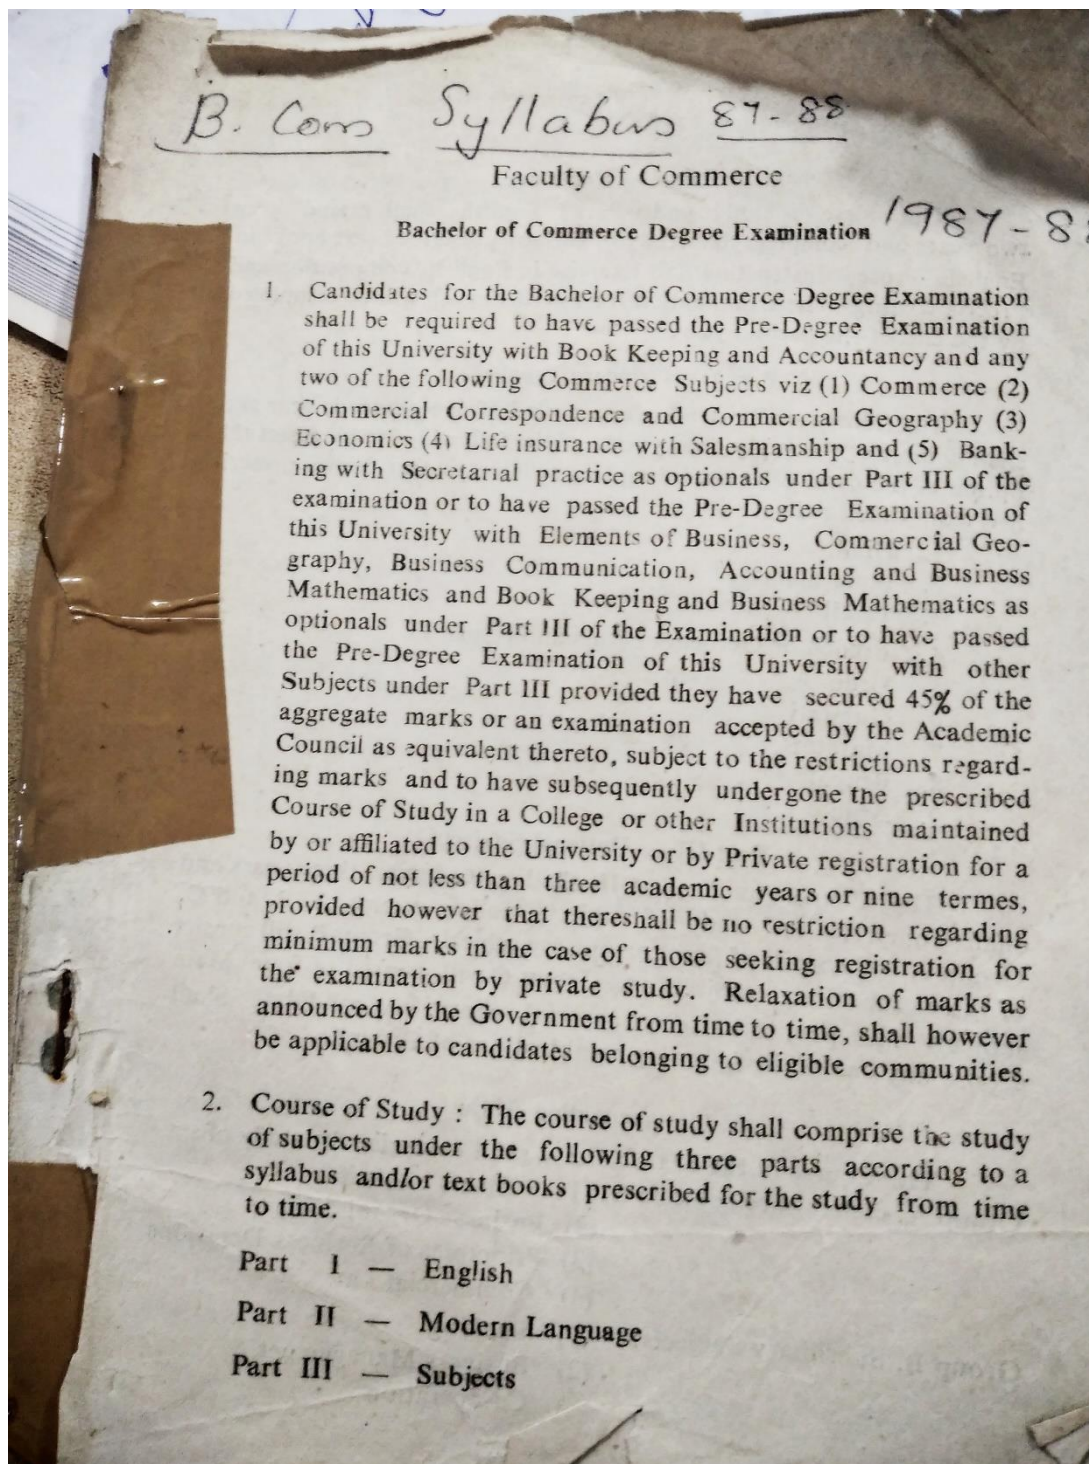 B. Com Syllabus 87-88
Faculty of Commerce
Bachelor of Commerce Degree Examination 1987-88
1. Candidates for the Bachelor of Commerce Degree Examination
shall be required to have passed the Pre-Degree Examination
of this University with Book Keeping and Accountancy and any
two of the following Commerce Subjects viz (1) Commerce (2)
Commercial Correspondence and Commercial Geography (3)
Economics (4) Life insurance with Salesmanship and (5) Bank-
ing with Secretarial practice as optionals under Part III of the
examination or to have passed the Pre-Degree Examination of
this University with Elements of Business, Commercial Geo-
graphy, Business Communication, Accounting and Business
Mathematics and Book Keeping and Business Mathematics as
optionals under Part III of the Examination or to have passed
the Pre-Degree Examination of this University with other
Subjects under Part III provided they have secured 45% of the
aggregate marks or an examination accepted by the Academic
Council as equivalent thereto, subject to the restrictions regard-
ing marks and to have subsequently undergone the prescribed
Course of Study in a College or other Institutions maintained
by or affiliated to the University or by Private registration for a
period of not less than three academic years or nine termes,
provided however that thereshall be no restriction regarding
minimum marks in the case of those seeking registration for
the examination by private study. Relaxation of marks as
announced by the Government from time to time, shall however
be applicable to candidates belonging to eligible communities.
2. Course of Study : The course of study shall comprise the study
of subjects under the following three parts according to a
syllabus and/or text books prescribed for the study from time
to time.
Part I — English
Part II — Modern Language
Part III — Subjects